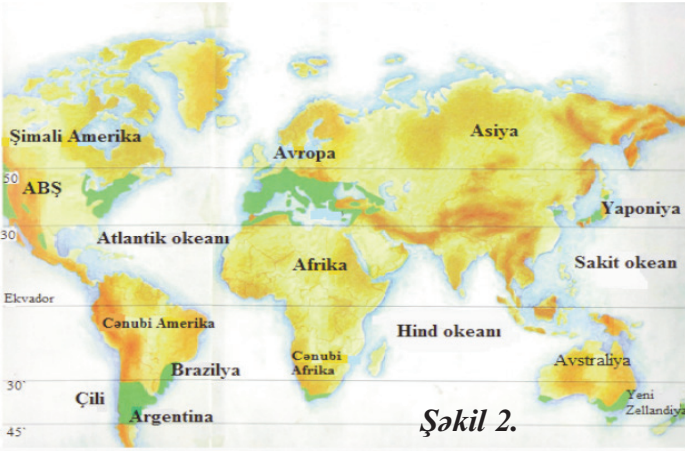 Şimali Amerika
Avropa
Asiya
50
ABŞ
Yaponiya
30
Atlantik okeanı
Afrika
Sakit okean
Ekvador
Cənubi Amerika
Hind okeanı
Brazilya
Cənubi
Afrika
Avstraliya
30`
Çili
Argentina
Yeni
Zellandiya
45`
Şəkil 2.